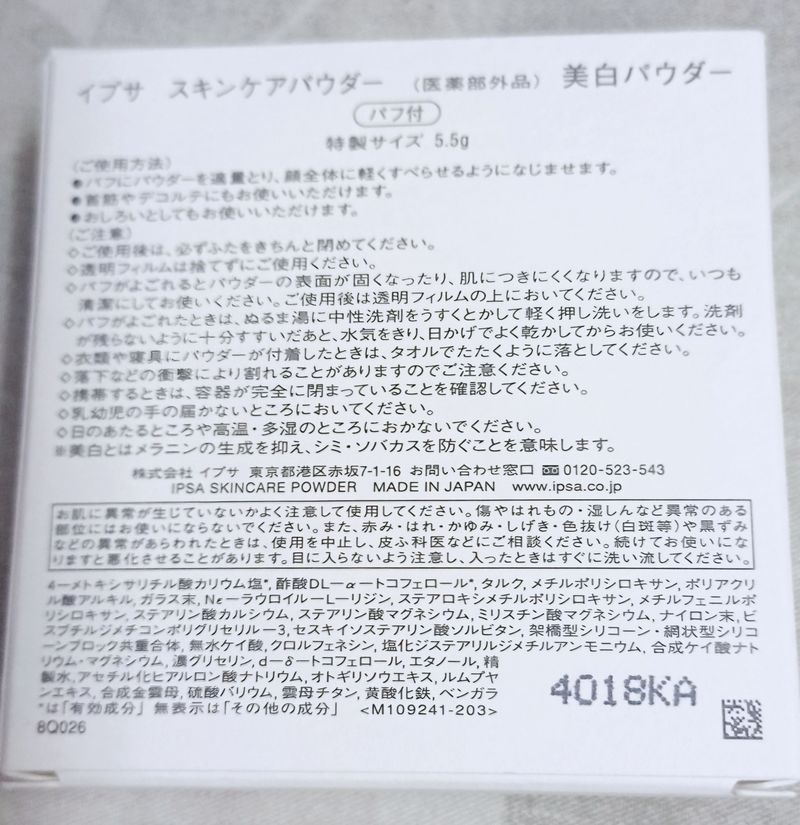 イプサ　スキンケアパウダー　（医薬部外品）　美白パウダー
パフ付
特製サイズ 5.5g
〈ご使用方法〉
●パフにパウダーを適量とり、顔全体に軽くすべらせるようになじませます。
●首筋やデコルテにもお使いいただけます。
●おしろいとしてもお使いいただけます。
〈ご注意〉
◇ご使用後は、必ずふたをきちんと閉めてください。
◇透明フィルムは捨てずにご使用ください。
◇パフがよごれるとパウダーの表面が固くなったり、肌につきにくくなりますので、いつも
清潔にしてお使いください。ご使用後は透明フィルムの上においてください。
◇パフがよごれたときは、ぬるま湯に中性洗剤をうすくとかして軽く押し洗いをします。洗剤
が残らないように十分すすいだあと、水気をきり、日かげでよく乾かしてからお使いください。
◇衣類や寝具にパウダーが付着したときは、タオルでたたくように落としてください。
◇落下などの衝撃により割れることがありますのでご注意ください。
◇携帯するときは、容器が完全に閉まっていることを確認してください。
◇乳幼児の手の届かないところにおいてください。
◇日のあたるところや高温・多湿のところにおかないでください。
※美白とはメラニンの生成を抑え、シミ・ソバカスを防ぐことを意味します。
株式会社 イプサ 東京都港区赤坂7-1-16 お問い合わせ窓口 0120-523-543
IPSA SKINCARE POWDER MADE IN JAPAN www.ipsa.co.jp
お肌に異常が生じていないかよく注意して使用してください。傷やはれもの・湿しんなど異常のある
部位にはお使いにならないでください。また、赤み・はれ・かゆみ・しげき・色抜け（白斑等）や黒ずみ
などの異常があらわれたときは、使用を中止し、皮ふ科医などにご相談ください。続けてお使いにな
りますと悪化させることがあります。目に入らないよう注意し、入ったときはすぐに洗い流してください。
4−メトキシサリチル酸カリウム塩*，酢酸DL−α−トコフェロール*，タルク，メチルポリシロキサン，ポリアクリ
ル酸アルキル，ガラス末，Nε−ラウロイル−L−リジン，ステアロキシメチルポリシロキサン，メチルフェニルポ
リシロキサン，ステアリン酸カルシウム，ステアリン酸マグネシウム，ミリスチン酸マグネシウム，ナイロン末，ビ
スブチルジメチコンポリグリセリル−3，セスキイソステアリン酸ソルビタン，架橋型シリコーン・網状型シリコ
ーンブロック共重合体，無水ケイ酸，クロルフェネシン，塩化ジステアリルジメチルアンモニウム，合成ケイ酸ナト
リウム・マグネシウム，濃グリセリン，d−δ−トコフェロール，エタノール，精
製水，アセチル化ヒアルロン酸ナトリウム，オトギリソウエキス，ルムプヤ
ンエキス，合成金雲母，硫酸バリウム，雲母チタン，黄酸化鉄，ベンガラ
*は「有効成分」無表示は「その他の成分」 <M109241-203>
4018KA
8Q026